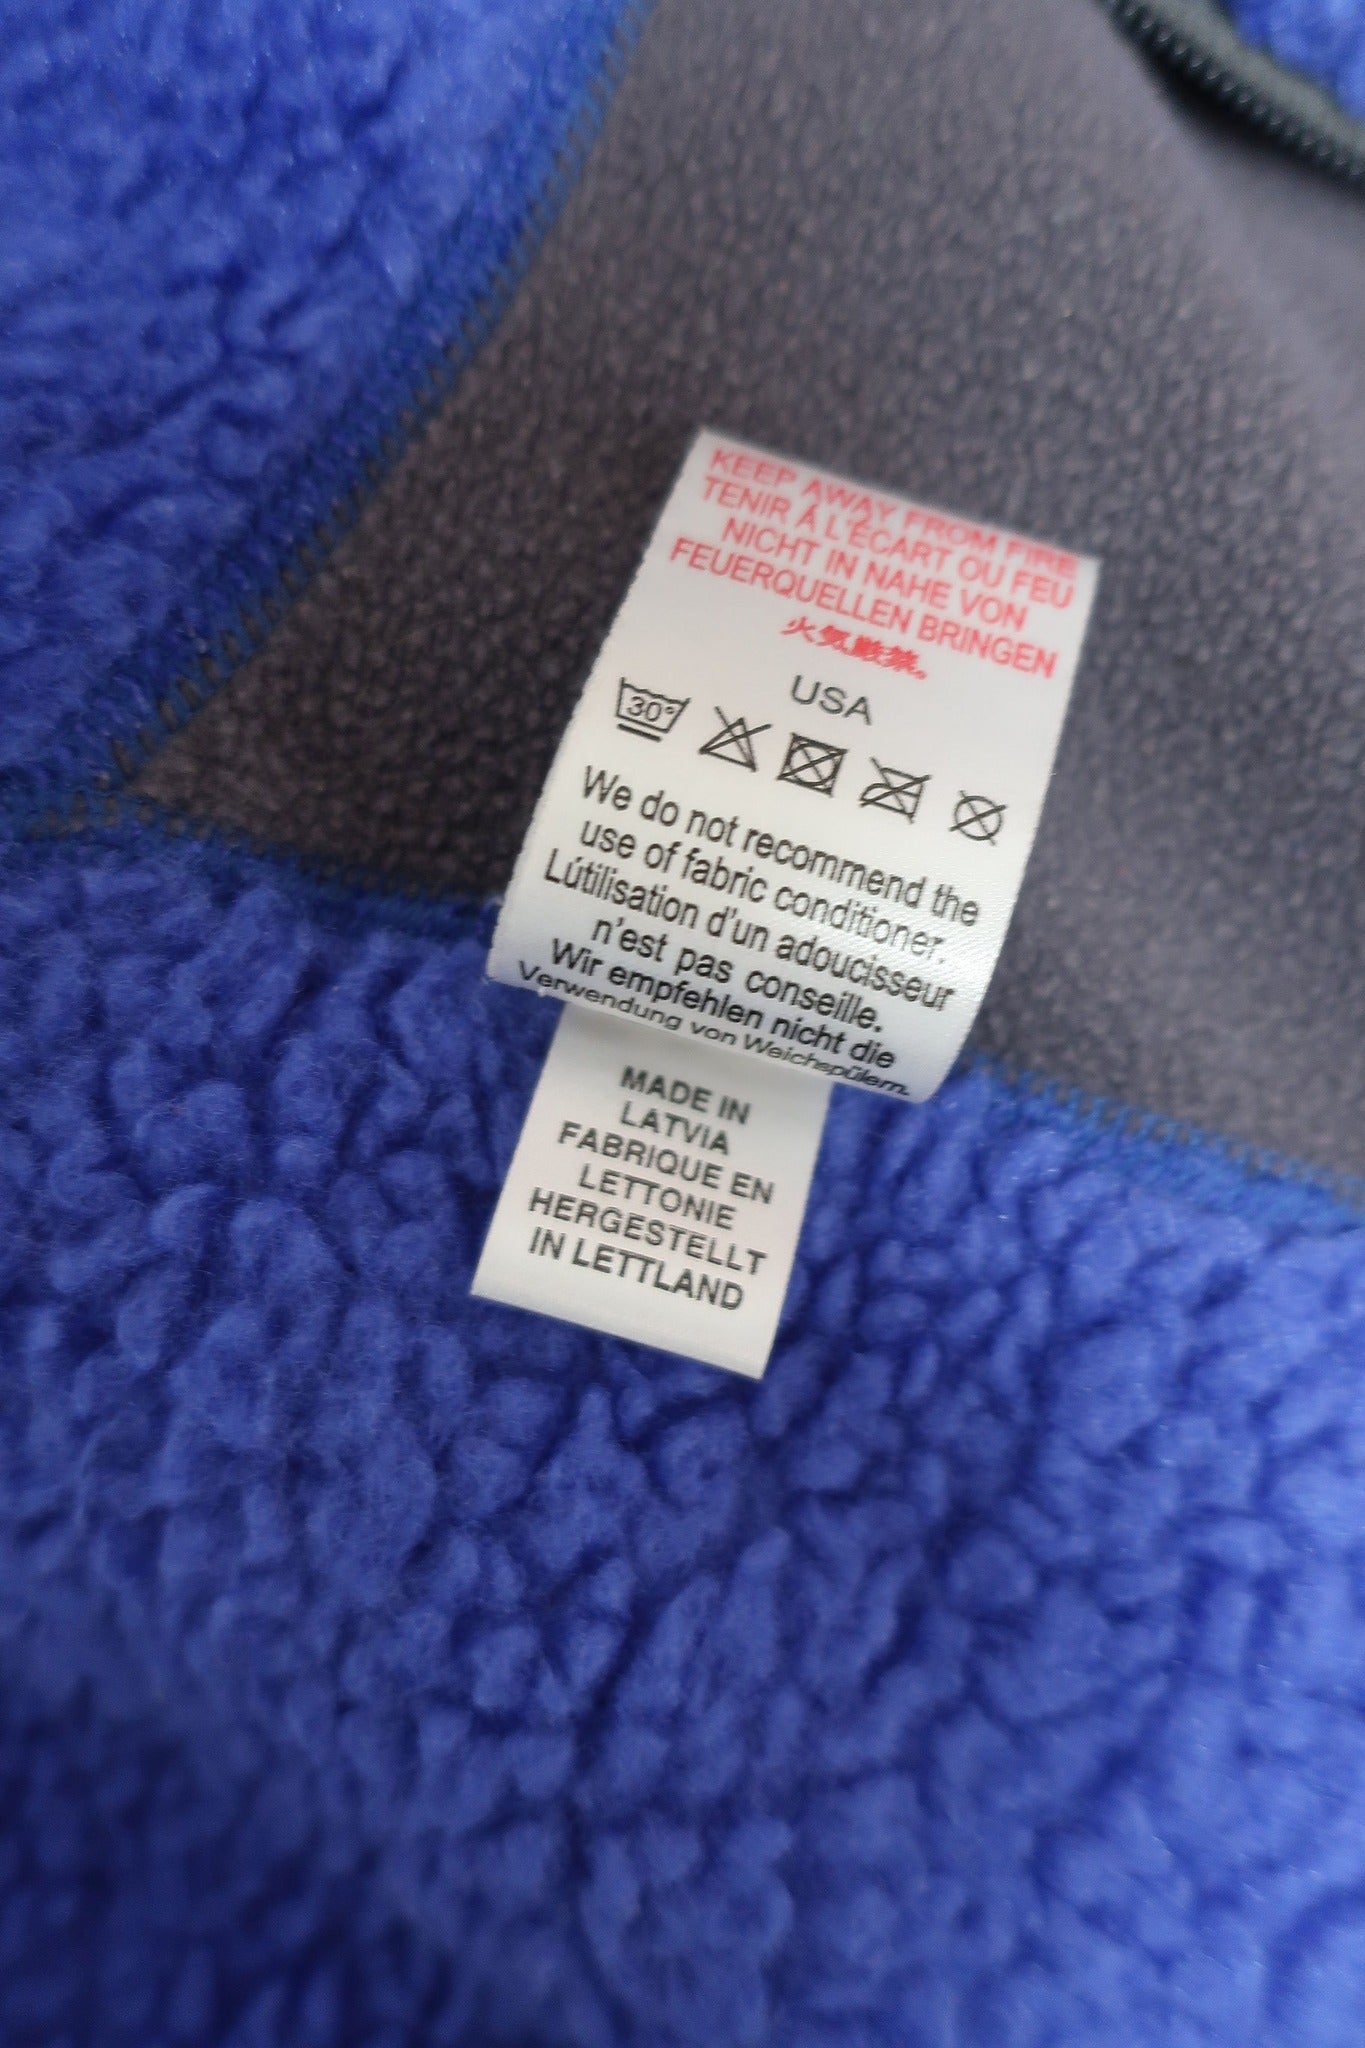 KEEP AWAY FROM FIRE
TENIR À L'ÉCART OU FEU
NICHT IN NAHE VON
FEUERQUELLEN BRINGEN
火気厳禁。
USA
30°
We do not recommend the
use of fabric conditioner.
Lútilisation d'un adoucisseur
n'est pas conseille.
Wir empfehlen nicht die
Verwendung von Weichspülern.
MADE IN
LATVIA
FABRIQUE EN
LETTONIE
HERGESTELLT
IN LETTLAND